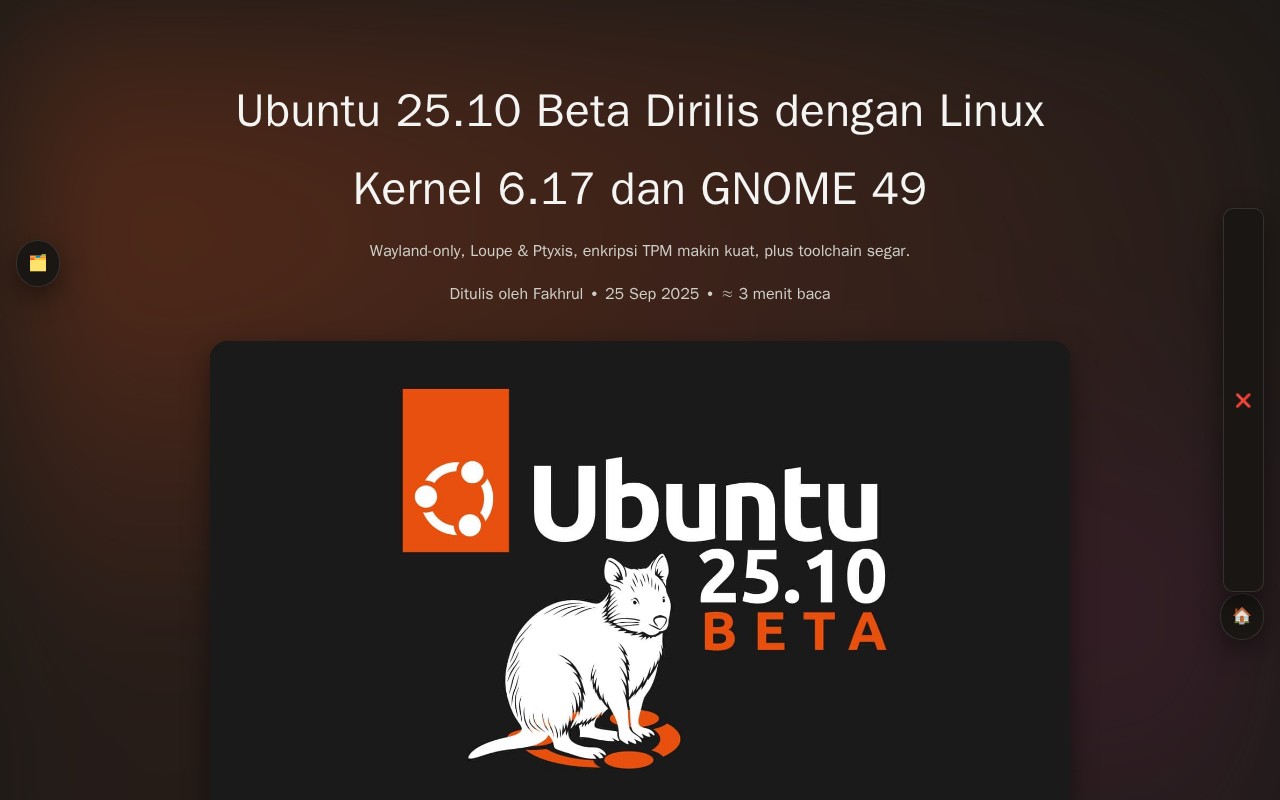 Ubuntu 25.10 Beta Dirilis dengan Linux
Kernel 6.17 dan GNOME 49
Wayland-only, Loupe & Ptyxis, enkripsi TPM makin kuat, plus toolchain segar.
Ditulis oleh Fakhrul • 25 Sep 2025 • ≈ 3 menit baca
Ubuntu
25.10
BETA